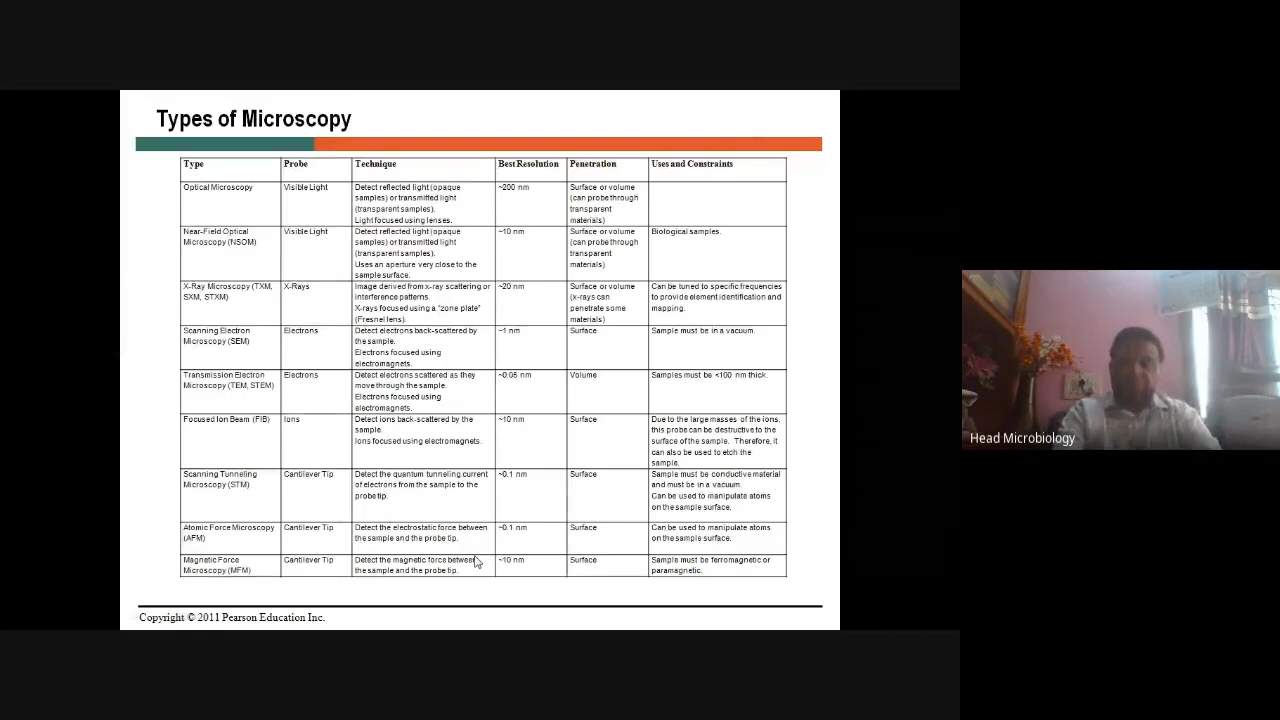 Types of Microscopy
Type Probe Technique Best Resolution Penetration Uses and Constraints
Optical Microscopy Visible Light Detect reflected light (opaque Surface or volume
samples) or transmitted light (can probe through
(transparent samples). transparent
Light focused using lenses. materials)
~200 nm
Near-Field Optical Visible Light Detect reflected light (opaque ~10 nm Surface or volume Biological samples.
Microscopy (NSOM) samples) or transmitted light (can probe through
(transparent samples). transparent
Uses an aperture very close to the materials)
sample surface.
X-Ray Microscopy (TXM, X-Rays Image derived from x-ray scattering or ~20 nm Surface or volume Can be tuned to specific frequencies
SXM, STXM) interference patterns. (x-rays can to provide element identification and
X-rays focused using a "zone plate" penetrate some mapping.
(Fresnel lens). materials)
Scanning Electron Electrons Detect electrons back-scattered by ~1 nm Surface Sample must be in a vacuum.
Microscopy (SEM) the sample.
Electrons focused using
electromagnets.
Transmission Electron Electrons Detect electrons scattered as they ~0.05 nm Volume Samples must be <100 nm thick.
Microscopy (TEM, STEM) move through the sample.
Electrons focused using
electromagnets.
Focused Ion Beam (FIB) Ions Detect ions back-scattered by the ~10 nm Surface Due to the large masses of the ions,
sample. this probe can be destructive to the
Ions focused using electromagnets. surface of the sample. Therefore, it
can also be used to etch the
sample.
Scanning Tunneling Cantilever Tip Detect the quantum tunneling current ~0.1 nm Surface Sample must be conductive material
Microscopy (STM) of electrons from the sample to the and must be in a vacuum.
probe tip. Can be used to manipulate atoms
on the sample surface.
Atomic Force Microscopy Cantilever Tip Detect the electrostatic force between ~0.1 nm Surface Can be used to manipulate atoms
(AFM) the sample and the probe tip. on the sample surface.
Magnetic Force Cantilever Tip Detect the magnetic force between ~10 nm Surface Sample must be ferromagnetic or
Microscopy (MFM) the sample and the probe tip. paramagnetic.
Copyright © 2011 Pearson Education Inc.
Head Microbiology